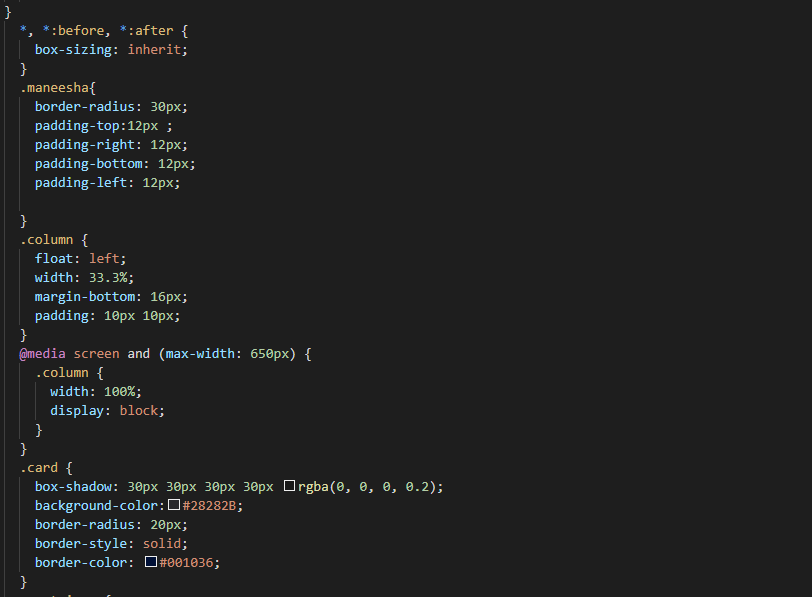 }
*, *:before, *:after {
box-sizing: inherit;
}
.maneesha{
border-radius: 30px;
padding-top:12px ;
padding-right: 12px;
padding-bottom: 12px;
padding-left: 12px;
}
.column {
float: left;
width: 33.3%;
margin-bottom: 16px;
padding: 10px 10px;
}
@media screen and (max-width: 650px) {
.column {
width: 100%;
display: block;
}
}
.card {
box-shadow: 30px 30px 30px 30px rgba(0, 0, 0, 0.2);
background-color:#28282B;
border-radius: 20px;
border-style: solid;
border-color: #001036;
}